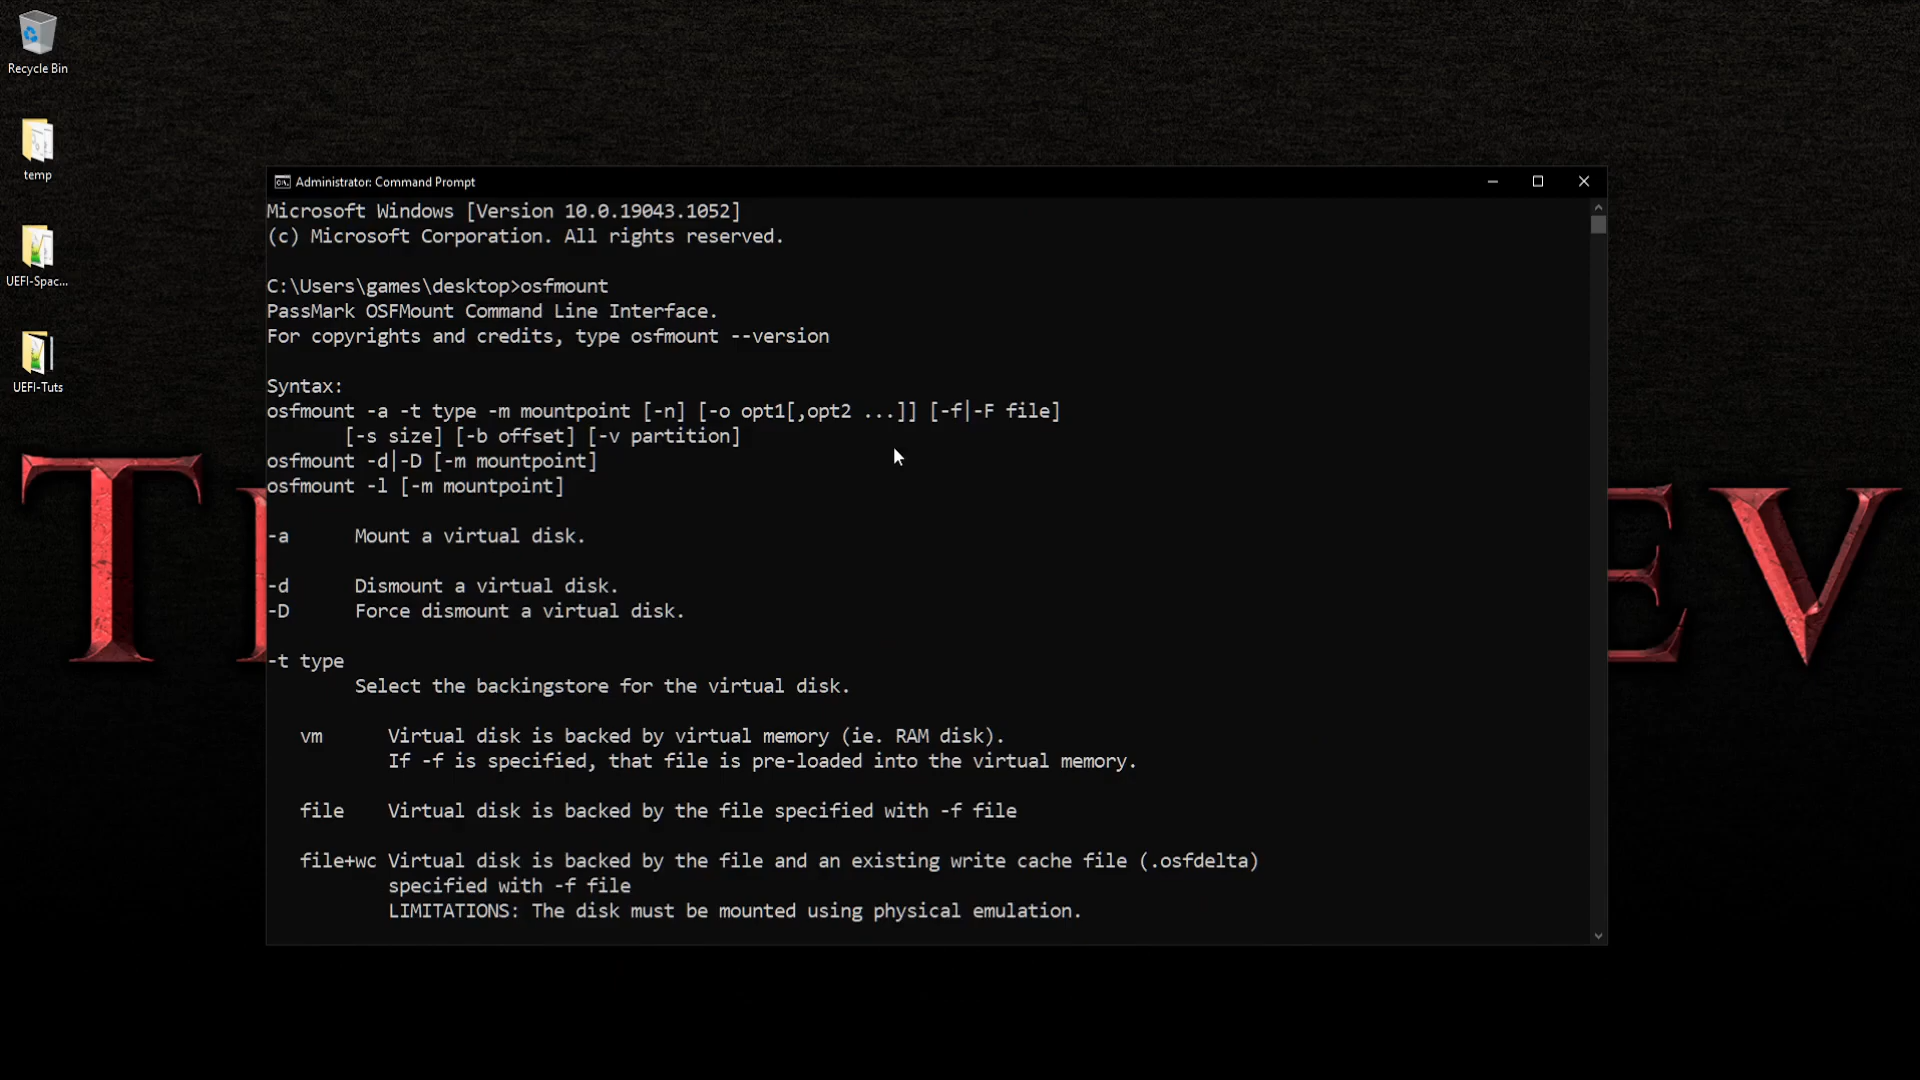 Recycle Bin
temp
UEFI-Spac...
UEFI-Tuts
Administrator: Command Prompt
Microsoft Windows [Version 10.0.19043.1052]
(c) Microsoft Corporation. All rights reserved.
C:\Users\games\desktop>osfmount
PassMark OSFMount Command Line Interface.
For copyrights and credits, type osfmount --version
Syntax:
osfmount -a -t type -m mountpoint [-n] [-o opt1[,opt2 ...]] [-f|-F file]
[-s size] [-b offset] [-v partition]
osfmount -d|-D [-m mountpoint]
osfmount -l [-m mountpoint]
-a Mount a virtual disk.
-d Dismount a virtual disk.
-D Force dismount a virtual disk.
-t type
Select the backingstore for the virtual disk.
vm Virtual disk is backed by virtual memory (ie. RAM disk).
If -f is specified, that file is pre-loaded into the virtual memory.
file Virtual disk is backed by the file specified with -f file
file+wc Virtual disk is backed by the file and an existing write cache file (.osfdelta)
specified with -f file
LIMITATIONS: The disk must be mounted using physical emulation.